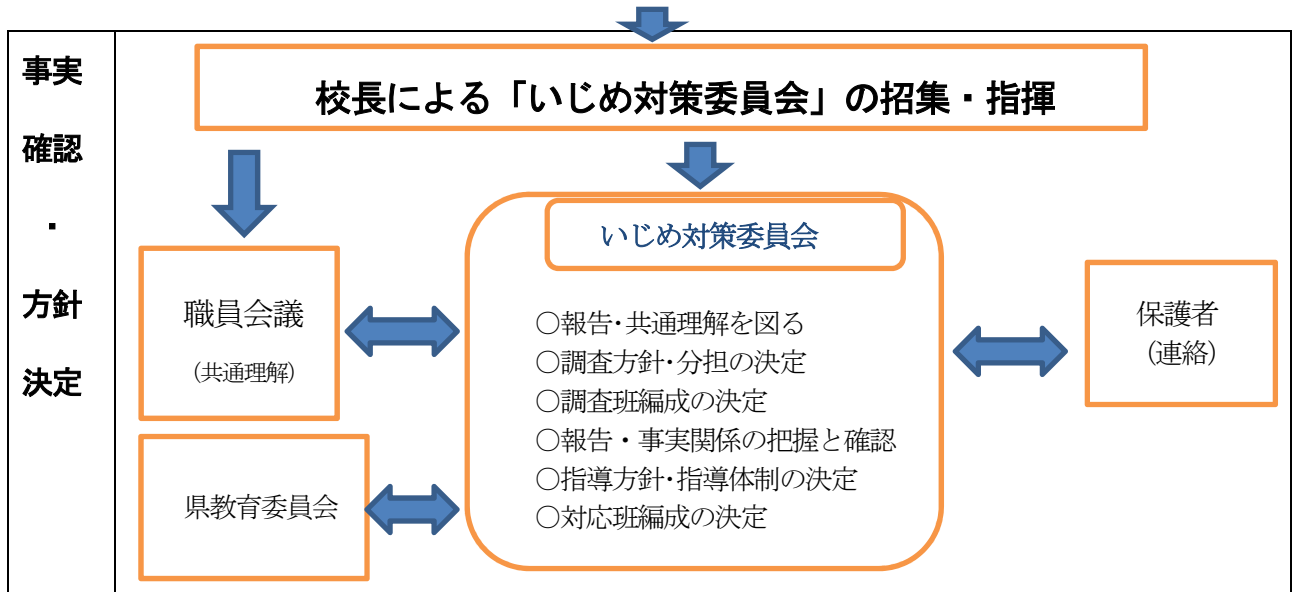 事実
確認
・
方針
決定
校長による「いじめ対策委員会」の招集・指揮
いじめ対策委員会
○報告・共通理解を図る
○調査方針・分担の決定
○調査班編成の決定
○報告・事実関係の把握と確認
○指導方針・指導体制の決定
○対応班編成の決定
職員会議
（共通理解）
県教育委員会
保護者
（連絡）